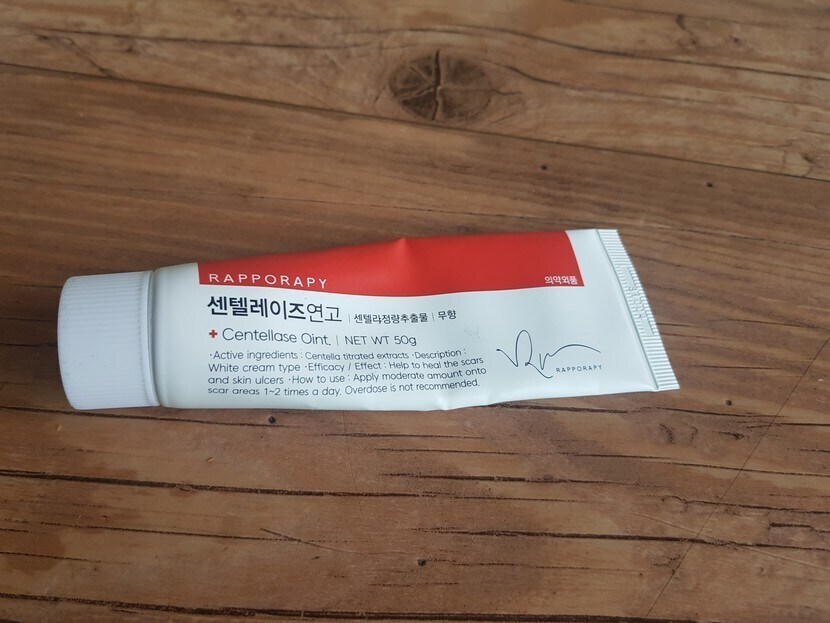 RAPPORAPY
의약외품
센텔레이즈연고 | 센텔라정량추출물 | 무향
+ Centellase Oint. | NET WT 50g
·Active ingredients : Centella titrated extracts ·Description :
White cream type ·Efficacy / Effect : Help to heal the scars
and skin ulcers ·How to use : Apply moderate amount onto
scar areas 1~2 times a day. Overdose is not recommended.
RAPPORAPY